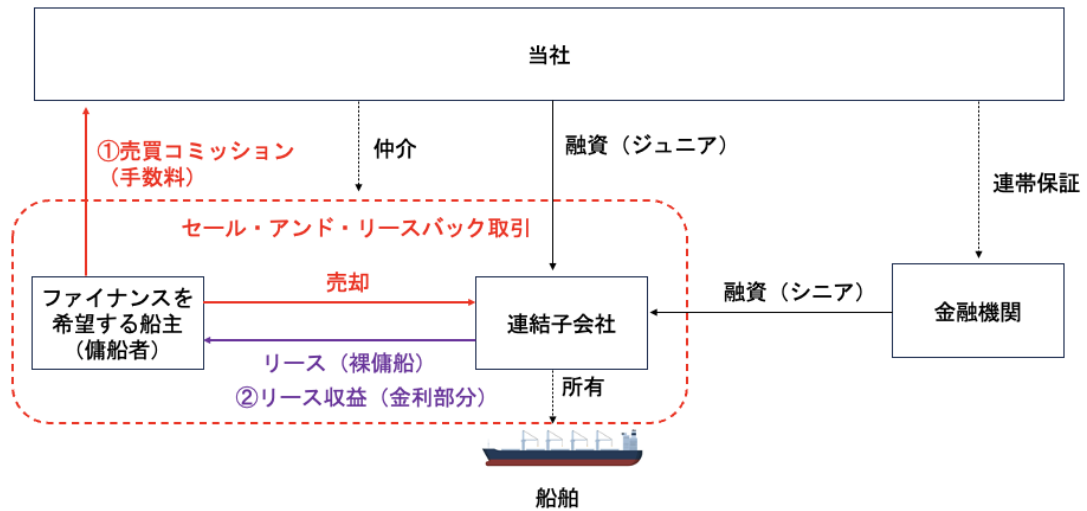 当社
①売買コミッション
（手数料）
仲介
融資（ジュニア）
連帯保証
セール・アンド・リースバック取引
ファイナンスを
希望する船主
（傭船者）
売却
連結子会社
融資（シニア）
金融機関
リース（裸傭船）
②リース収益（金利部分）
所有
船舶